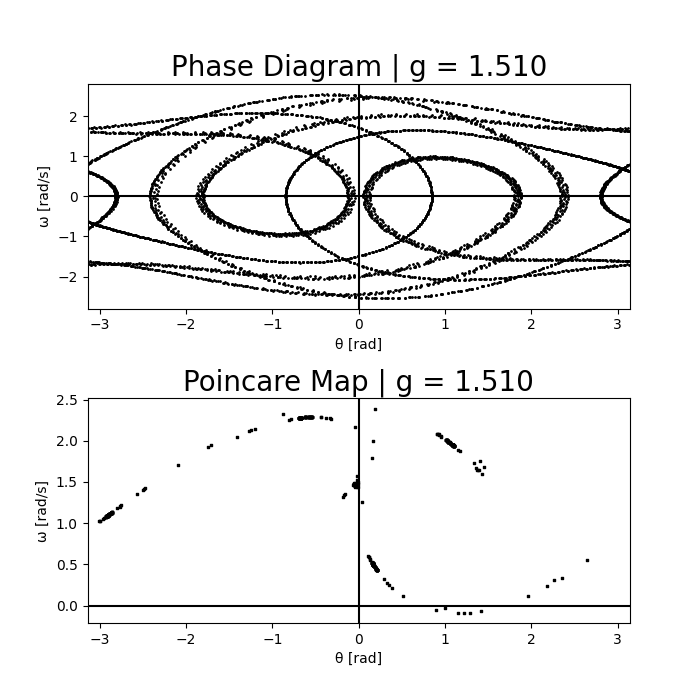 Phase Diagram | g = 1.510
2
1
0
−1
−2
ω [rad/s]
−3 −2 −1 0 1 2 3
θ [rad]
Poincare Map | g = 1.510
2.5
2.0
1.5
1.0
0.5
0.0
ω [rad/s]
−3 −2 −1 0 1 2 3
θ [rad]